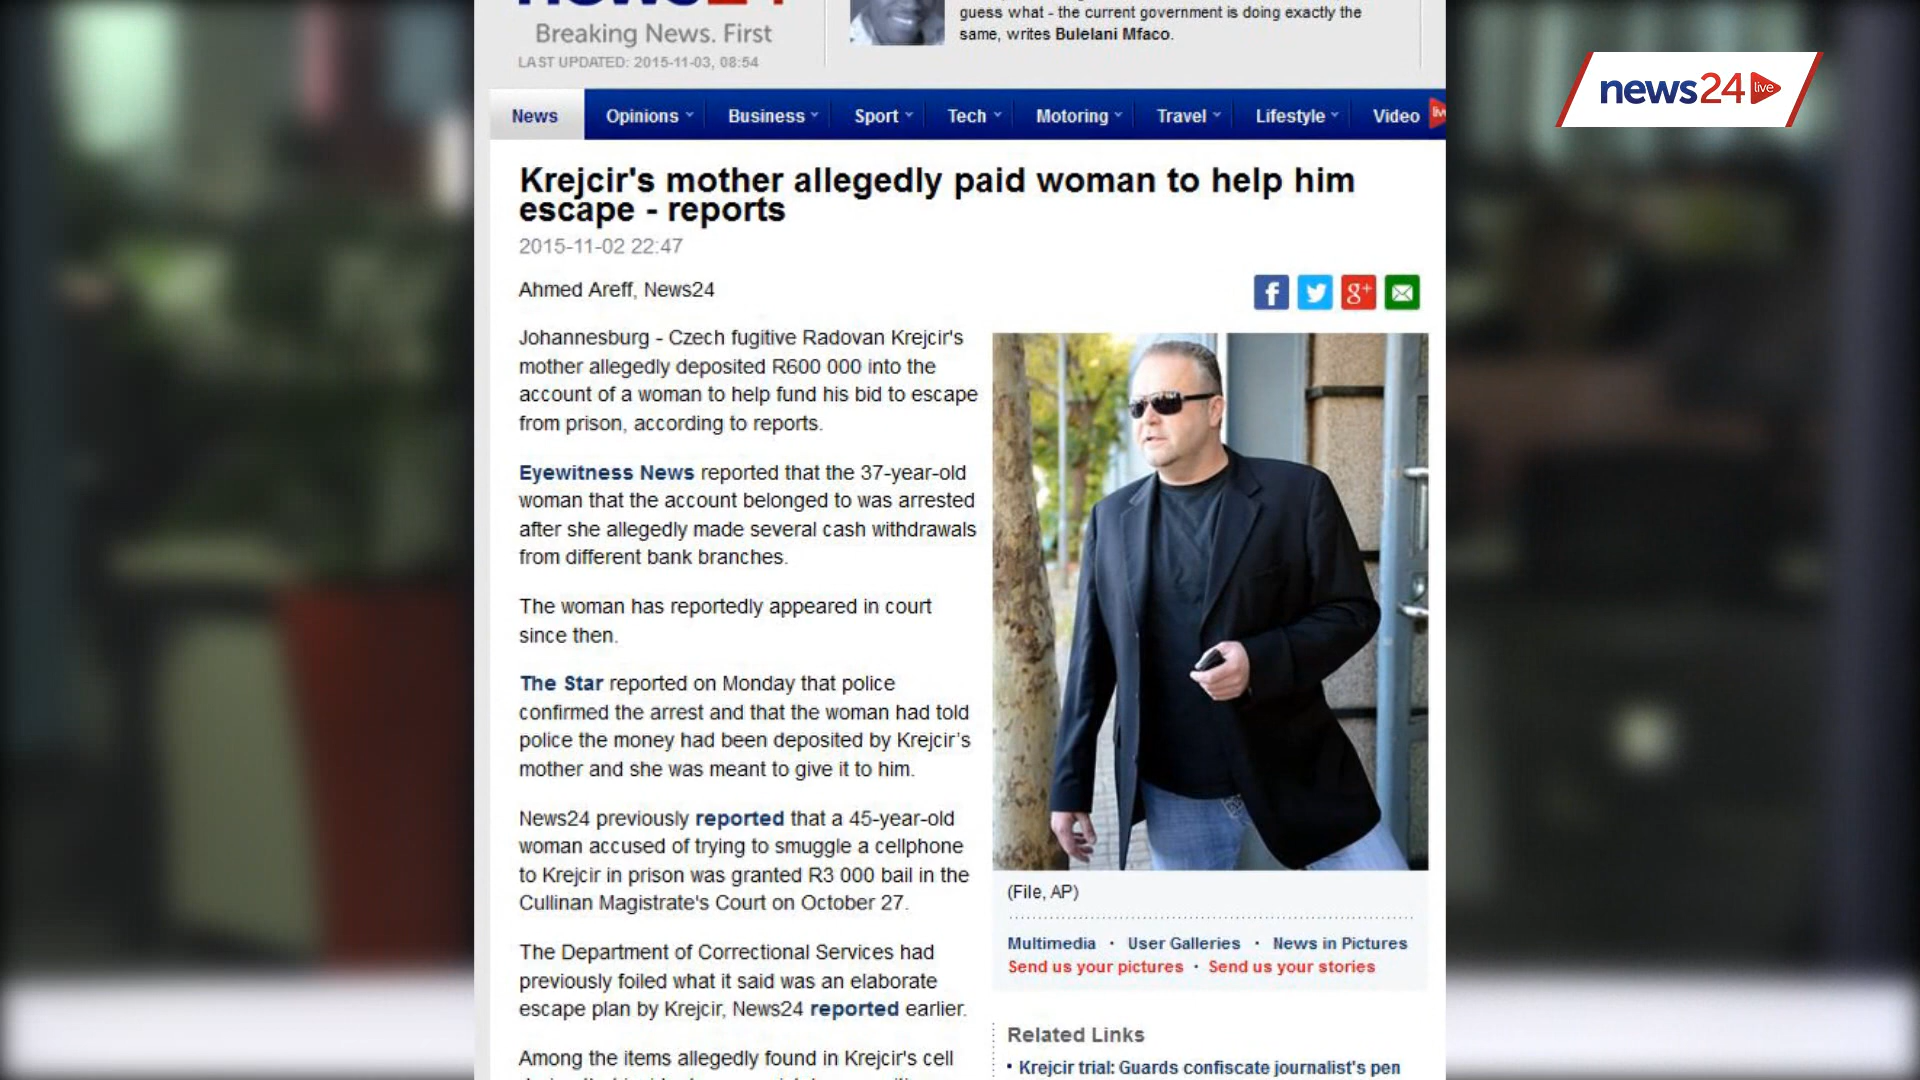 Breaking News. First
LAST UPDATED: 2015-11-03, 08:54
guess what - the current government is doing exactly the
same, writes Bulelani Mfaco.
news24 live
News Opinions Business Sport Tech Motoring Travel Lifestyle Video live
Krejcir's mother allegedly paid woman to help him
escape - reports
2015-11-02 22:47
Ahmed Areff, News24
f g+
Johannesburg - Czech fugitive Radovan Krejcir's
mother allegedly deposited R600 000 into the
account of a woman to help fund his bid to escape
from prison, according to reports.
Eyewitness News reported that the 37-year-old
woman that the account belonged to was arrested
after she allegedly made several cash withdrawals
from different bank branches.
The woman has reportedly appeared in court
since then.
The Star reported on Monday that police
confirmed the arrest and that the woman had told
police the money had been deposited by Krejcir’s
mother and she was meant to give it to him.
News24 previously reported that a 45-year-old
woman accused of trying to smuggle a cellphone
to Krejcir in prison was granted R3 000 bail in the
Cullinan Magistrate's Court on October 27.
The Department of Correctional Services had
previously foiled what it said was an elaborate
escape plan by Krejcir, News24 reported earlier.
Among the items allegedly found in Krejcir's cell
(File, AP)
Multimedia · User Galleries · News in Pictures
Send us your pictures · Send us your stories
Related Links
• Krejcir trial: Guards confiscate journalist's pen